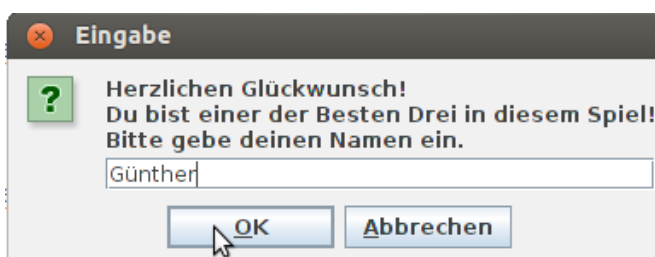 Eingabe
Herzlichen Glückwunsch!
Du bist einer der Besten Drei in diesem Spiel!
Bitte gebe deinen Namen ein.
Günther
OK
Abbrechen